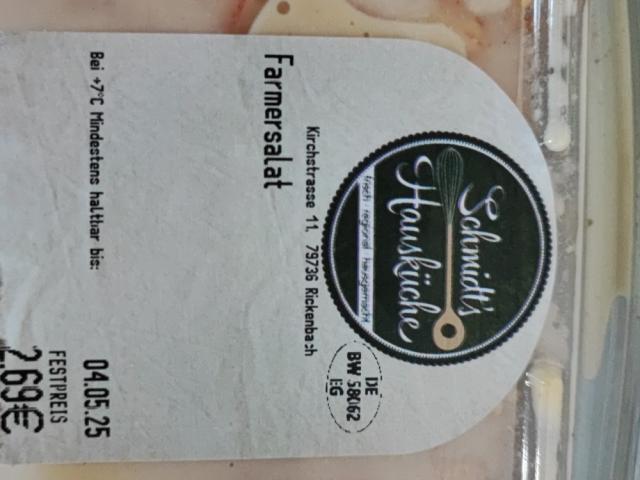 Schmidt's
Hausküche
frisch · regional · hausgemacht
DE
BW 58062
EG
Kirchstrasse 11, 79736 Rickenbach
Farmersalat
Bei +7°C Mindestens haltbar bis:
04.05.25
FESTPREIS
2,69€